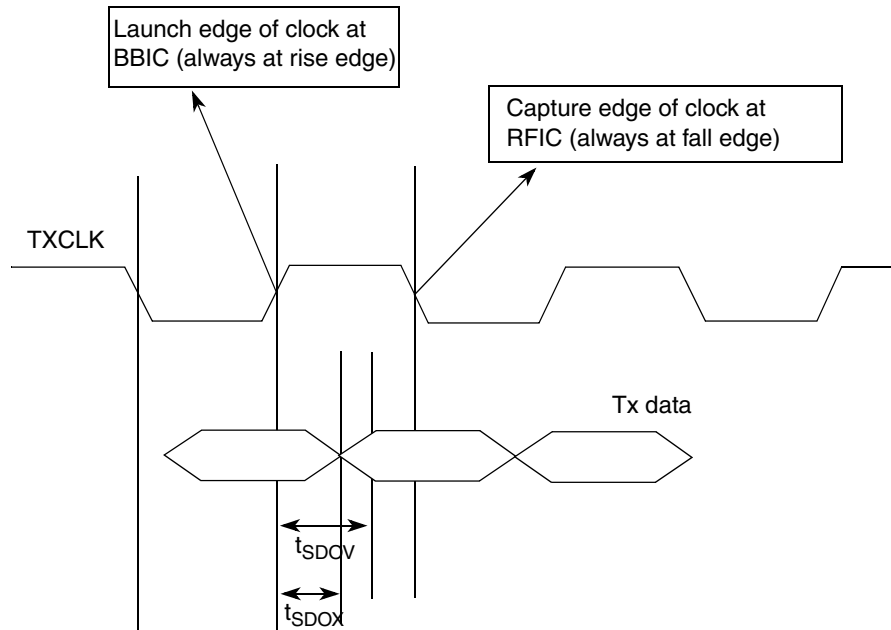 Launch edge of clock at
BBIC (always at rise edge)
Capture edge of clock at
RFIC (always at fall edge)
TXCLK
Tx data
tSDOV
tSDOX